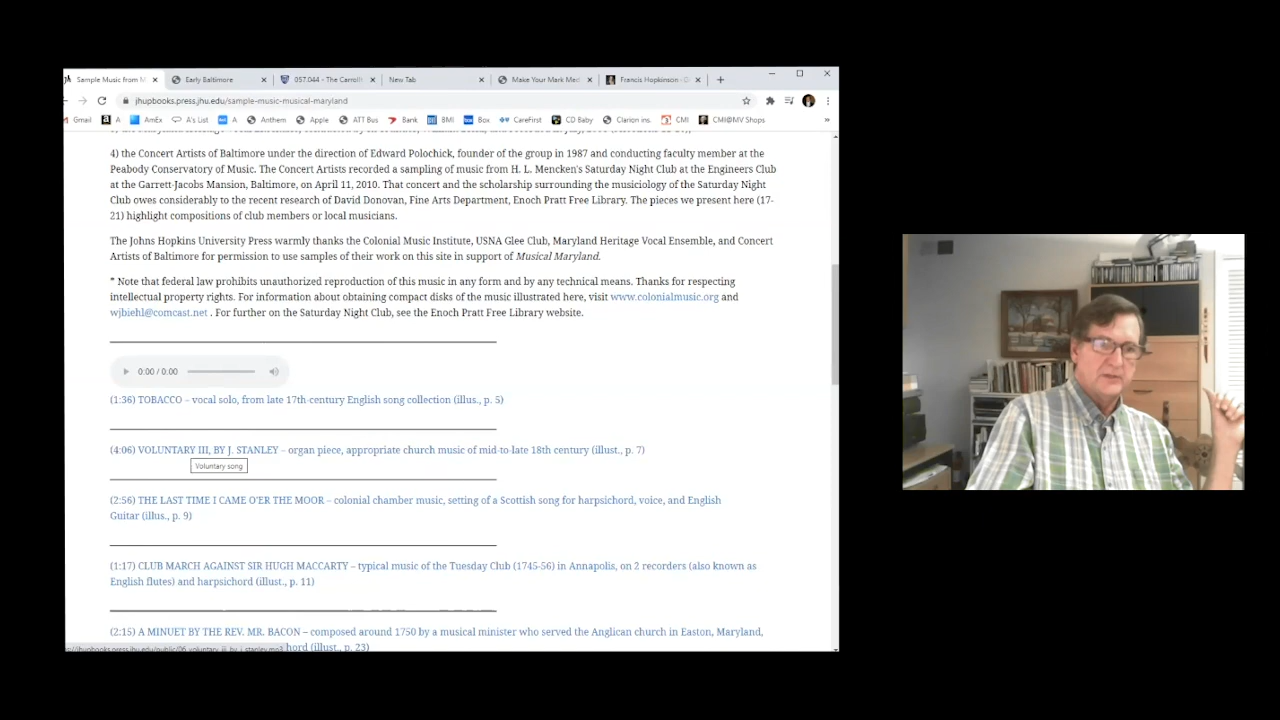 Sample Music from M
Early Baltimore
057.044 - The Carroll
New Tab
Make Your Mark Med
Francis Hopkinson - G
jhupbooks.press.jhu.edu/sample-music-musical-maryland
Gmail A AmEx A's List A Anthem Apple ATT Bus Bank BMI Box CareFirst CD Baby Clarion ins. CMI CMI@MV Shops »
4) the Concert Artists of Baltimore under the direction of Edward Polochick, founder of the group in 1987 and conducting faculty member at the
Peabody Conservatory of Music. The Concert Artists recorded a sampling of music from H. L. Mencken's Saturday Night Club at the Engineers Club
at the Garrett-Jacobs Mansion, Baltimore, on April 11, 2010. That concert and the scholarship surrounding the musiciology of the Saturday Night
Club owes considerably to the recent research of David Donovan, Fine Arts Department, Enoch Pratt Free Library. The pieces we present here (17-
21) highlight compositions of club members or local musicians.
The Johns Hopkins University Press warmly thanks the Colonial Music Institute, USNA Glee Club, Maryland Heritage Vocal Ensemble, and Concert
Artists of Baltimore for permission to use samples of their work on this site in support of Musical Maryland.
* Note that federal law prohibits unauthorized reproduction of this music in any form and by any technical means. Thanks for respecting
intellectual property rights. For information about obtaining compact disks of the music illustrated here, visit www.colonialmusic.org and
wjbiehl@comcast.net . For further on the Saturday Night Club, see the Enoch Pratt Free Library website.
0:00 / 0:00
(1:36) TOBACCO – vocal solo, from late 17th-century English song collection (illus., p. 5)
(4:06) VOLUNTARY III, BY J. STANLEY – organ piece, appropriate church music of mid-to-late 18th century (illust., p. 7)
Voluntary song
(2:56) THE LAST TIME I CAME O'ER THE MOOR – colonial chamber music, setting of a Scottish song for harpsichord, voice, and English
Guitar (illus., p. 9)
(1:17) CLUB MARCH AGAINST SIR HUGH MACCARTY – typical music of the Tuesday Club (1745-56) in Annapolis, on 2 recorders (also known as
English flutes) and harpsichord (illust., p. 11)
(2:15) A MINUET BY THE REV. MR. BACON – composed around 1750 by a musical minister who served the Anglican church in Easton, Maryland,
hord (illust., p. 23)